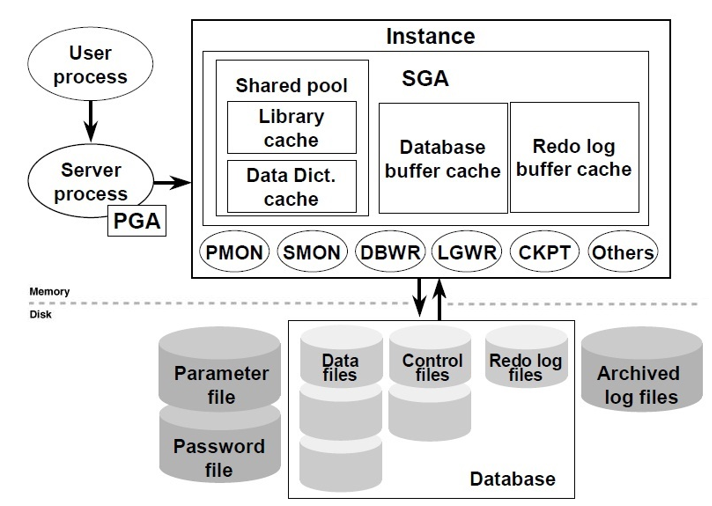 Instance
User
process
SGA
Shared pool
Library
cache
Data Dict.
cache
Database
buffer cache
Redo log
buffer cache
Server
process
PGA
PMON
SMON
DBWR
LGWR
CKPT
Others
Memory
Disk
Parameter
file
Password
file
Data
files
Control
files
Redo log
files
Database
Archived
log files